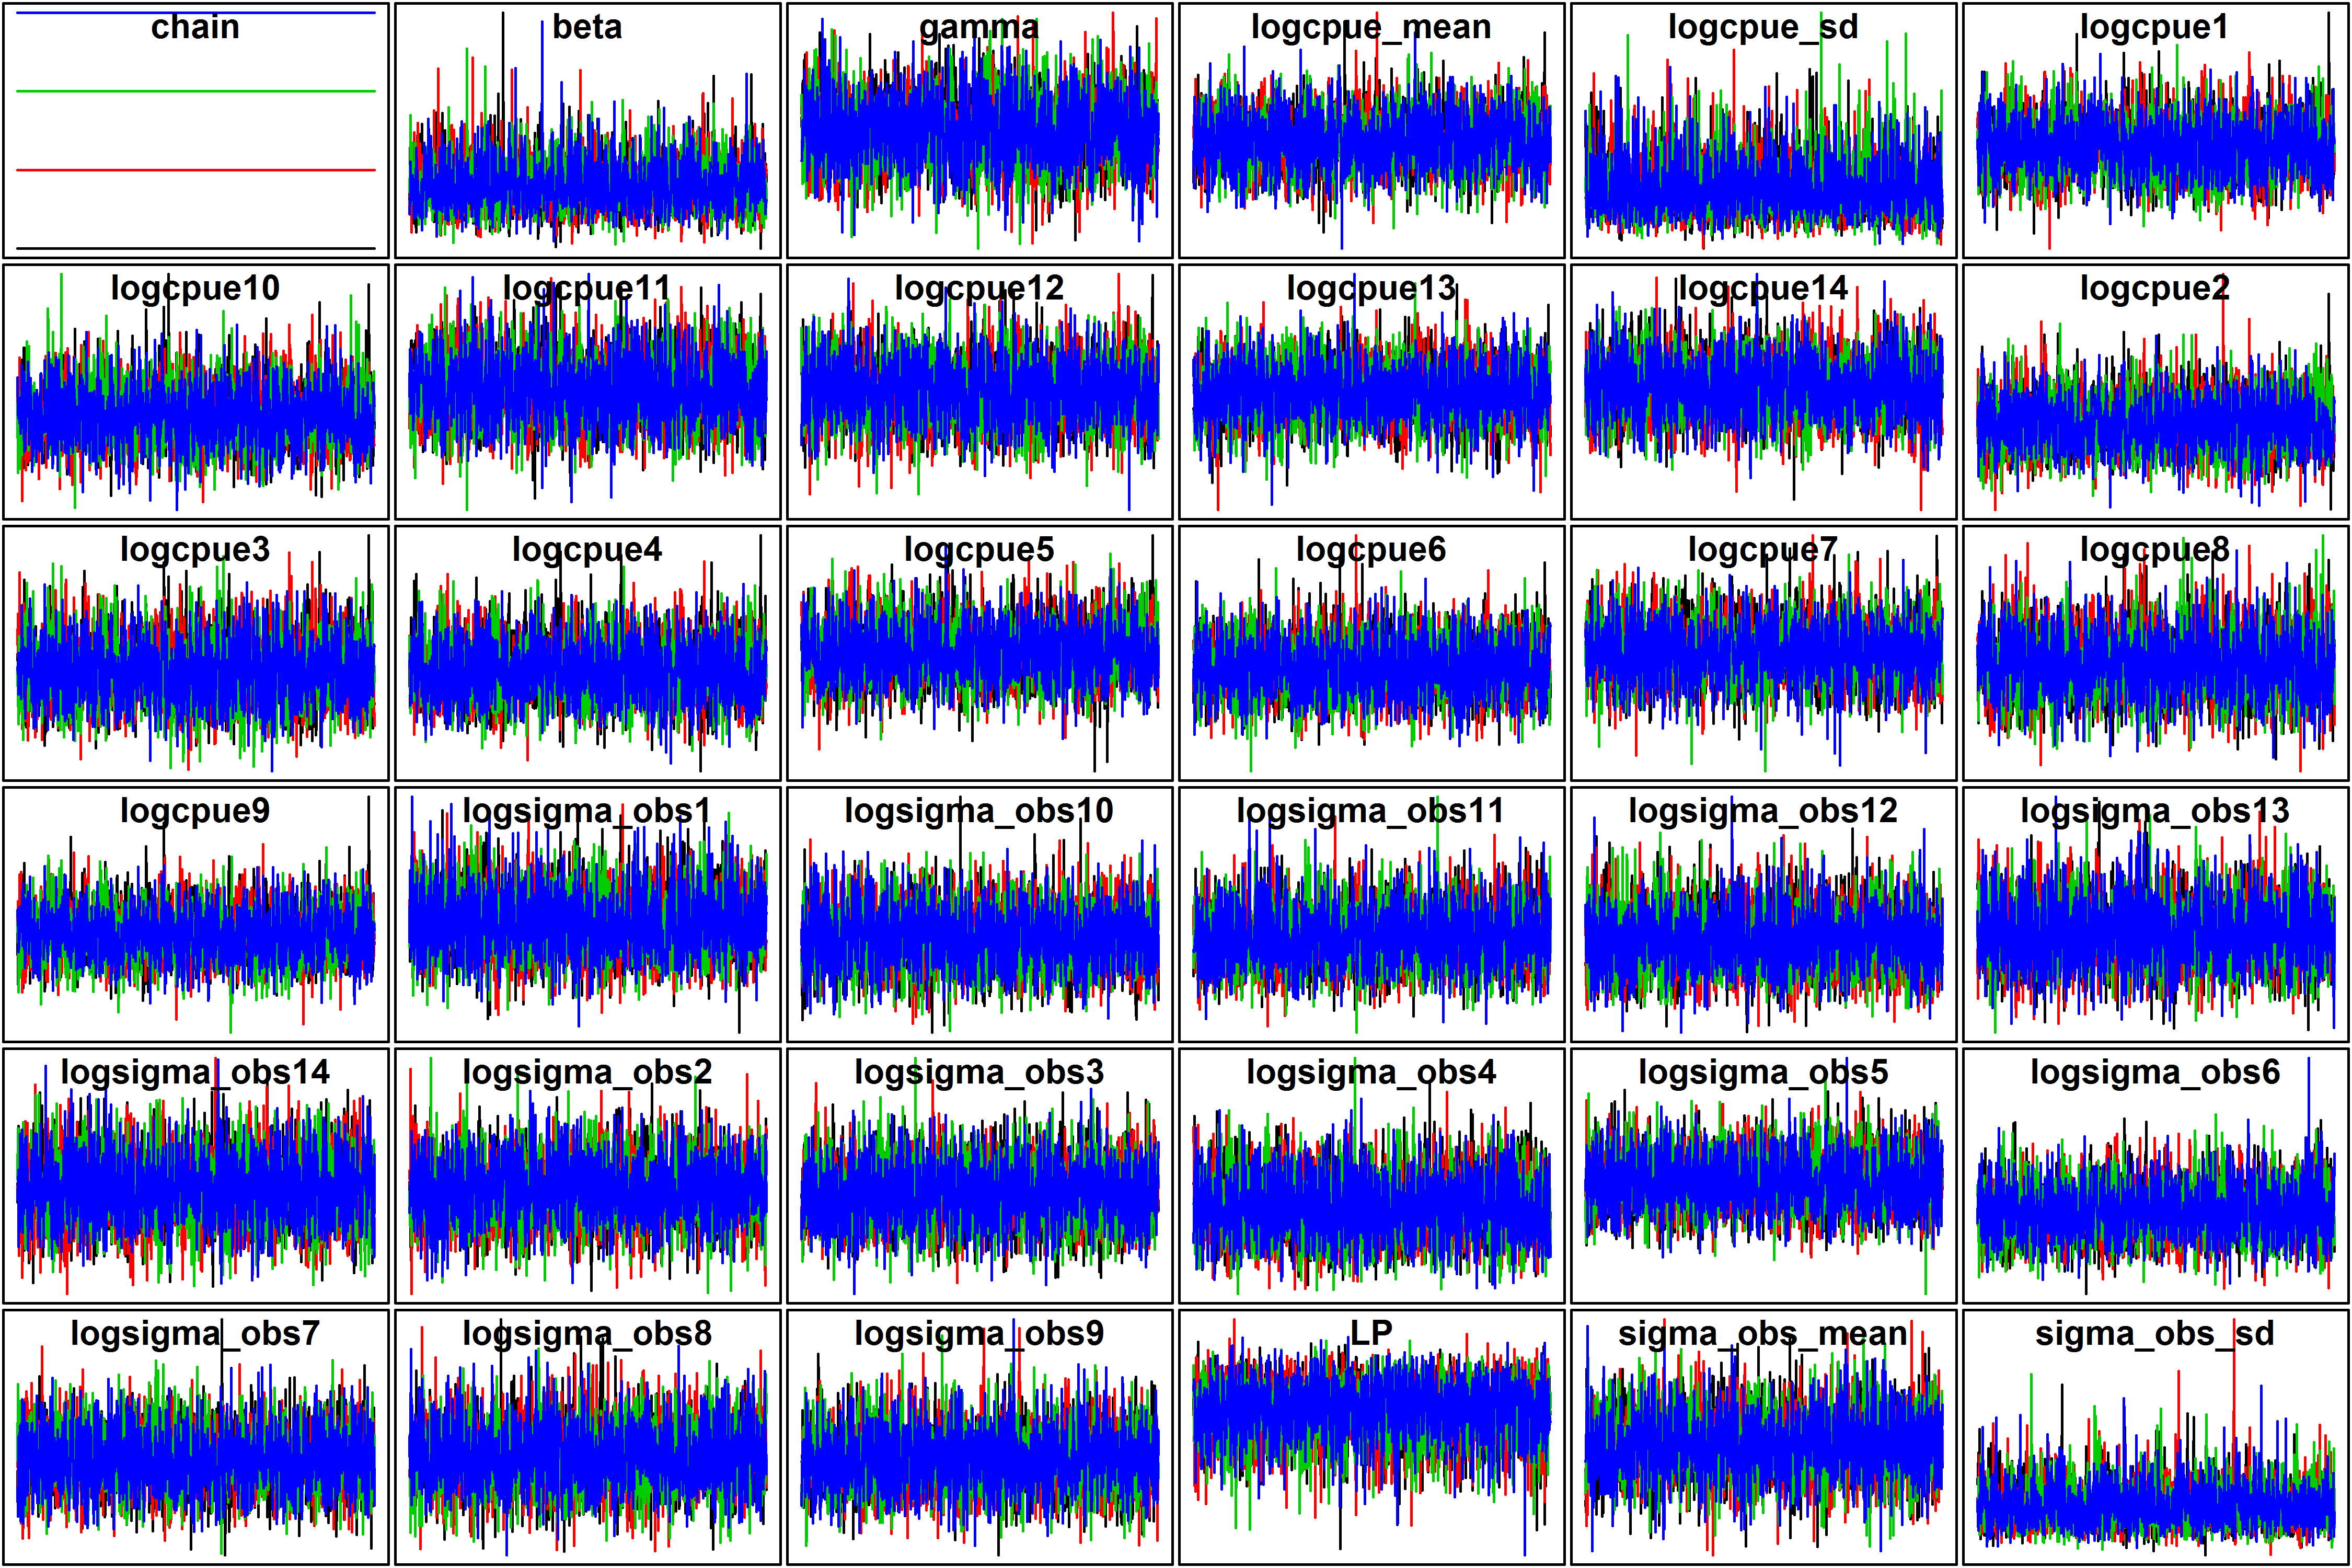 chain
beta
gamma
logcpue_mean
logcpue_sd
logcpue1
logcpue10
logcpue11
logcpue12
logcpue13
logcpue14
logcpue2
logcpue3
logcpue4
logcpue5
logcpue6
logcpue7
logcpue8
logcpue9
logsigma_obs1
logsigma_obs10
logsigma_obs11
logsigma_obs12
logsigma_obs13
logsigma_obs14
logsigma_obs2
logsigma_obs3
logsigma_obs4
logsigma_obs5
logsigma_obs6
logsigma_obs7
logsigma_obs8
logsigma_obs9
LP
sigma_obs_mean
sigma_obs_sd